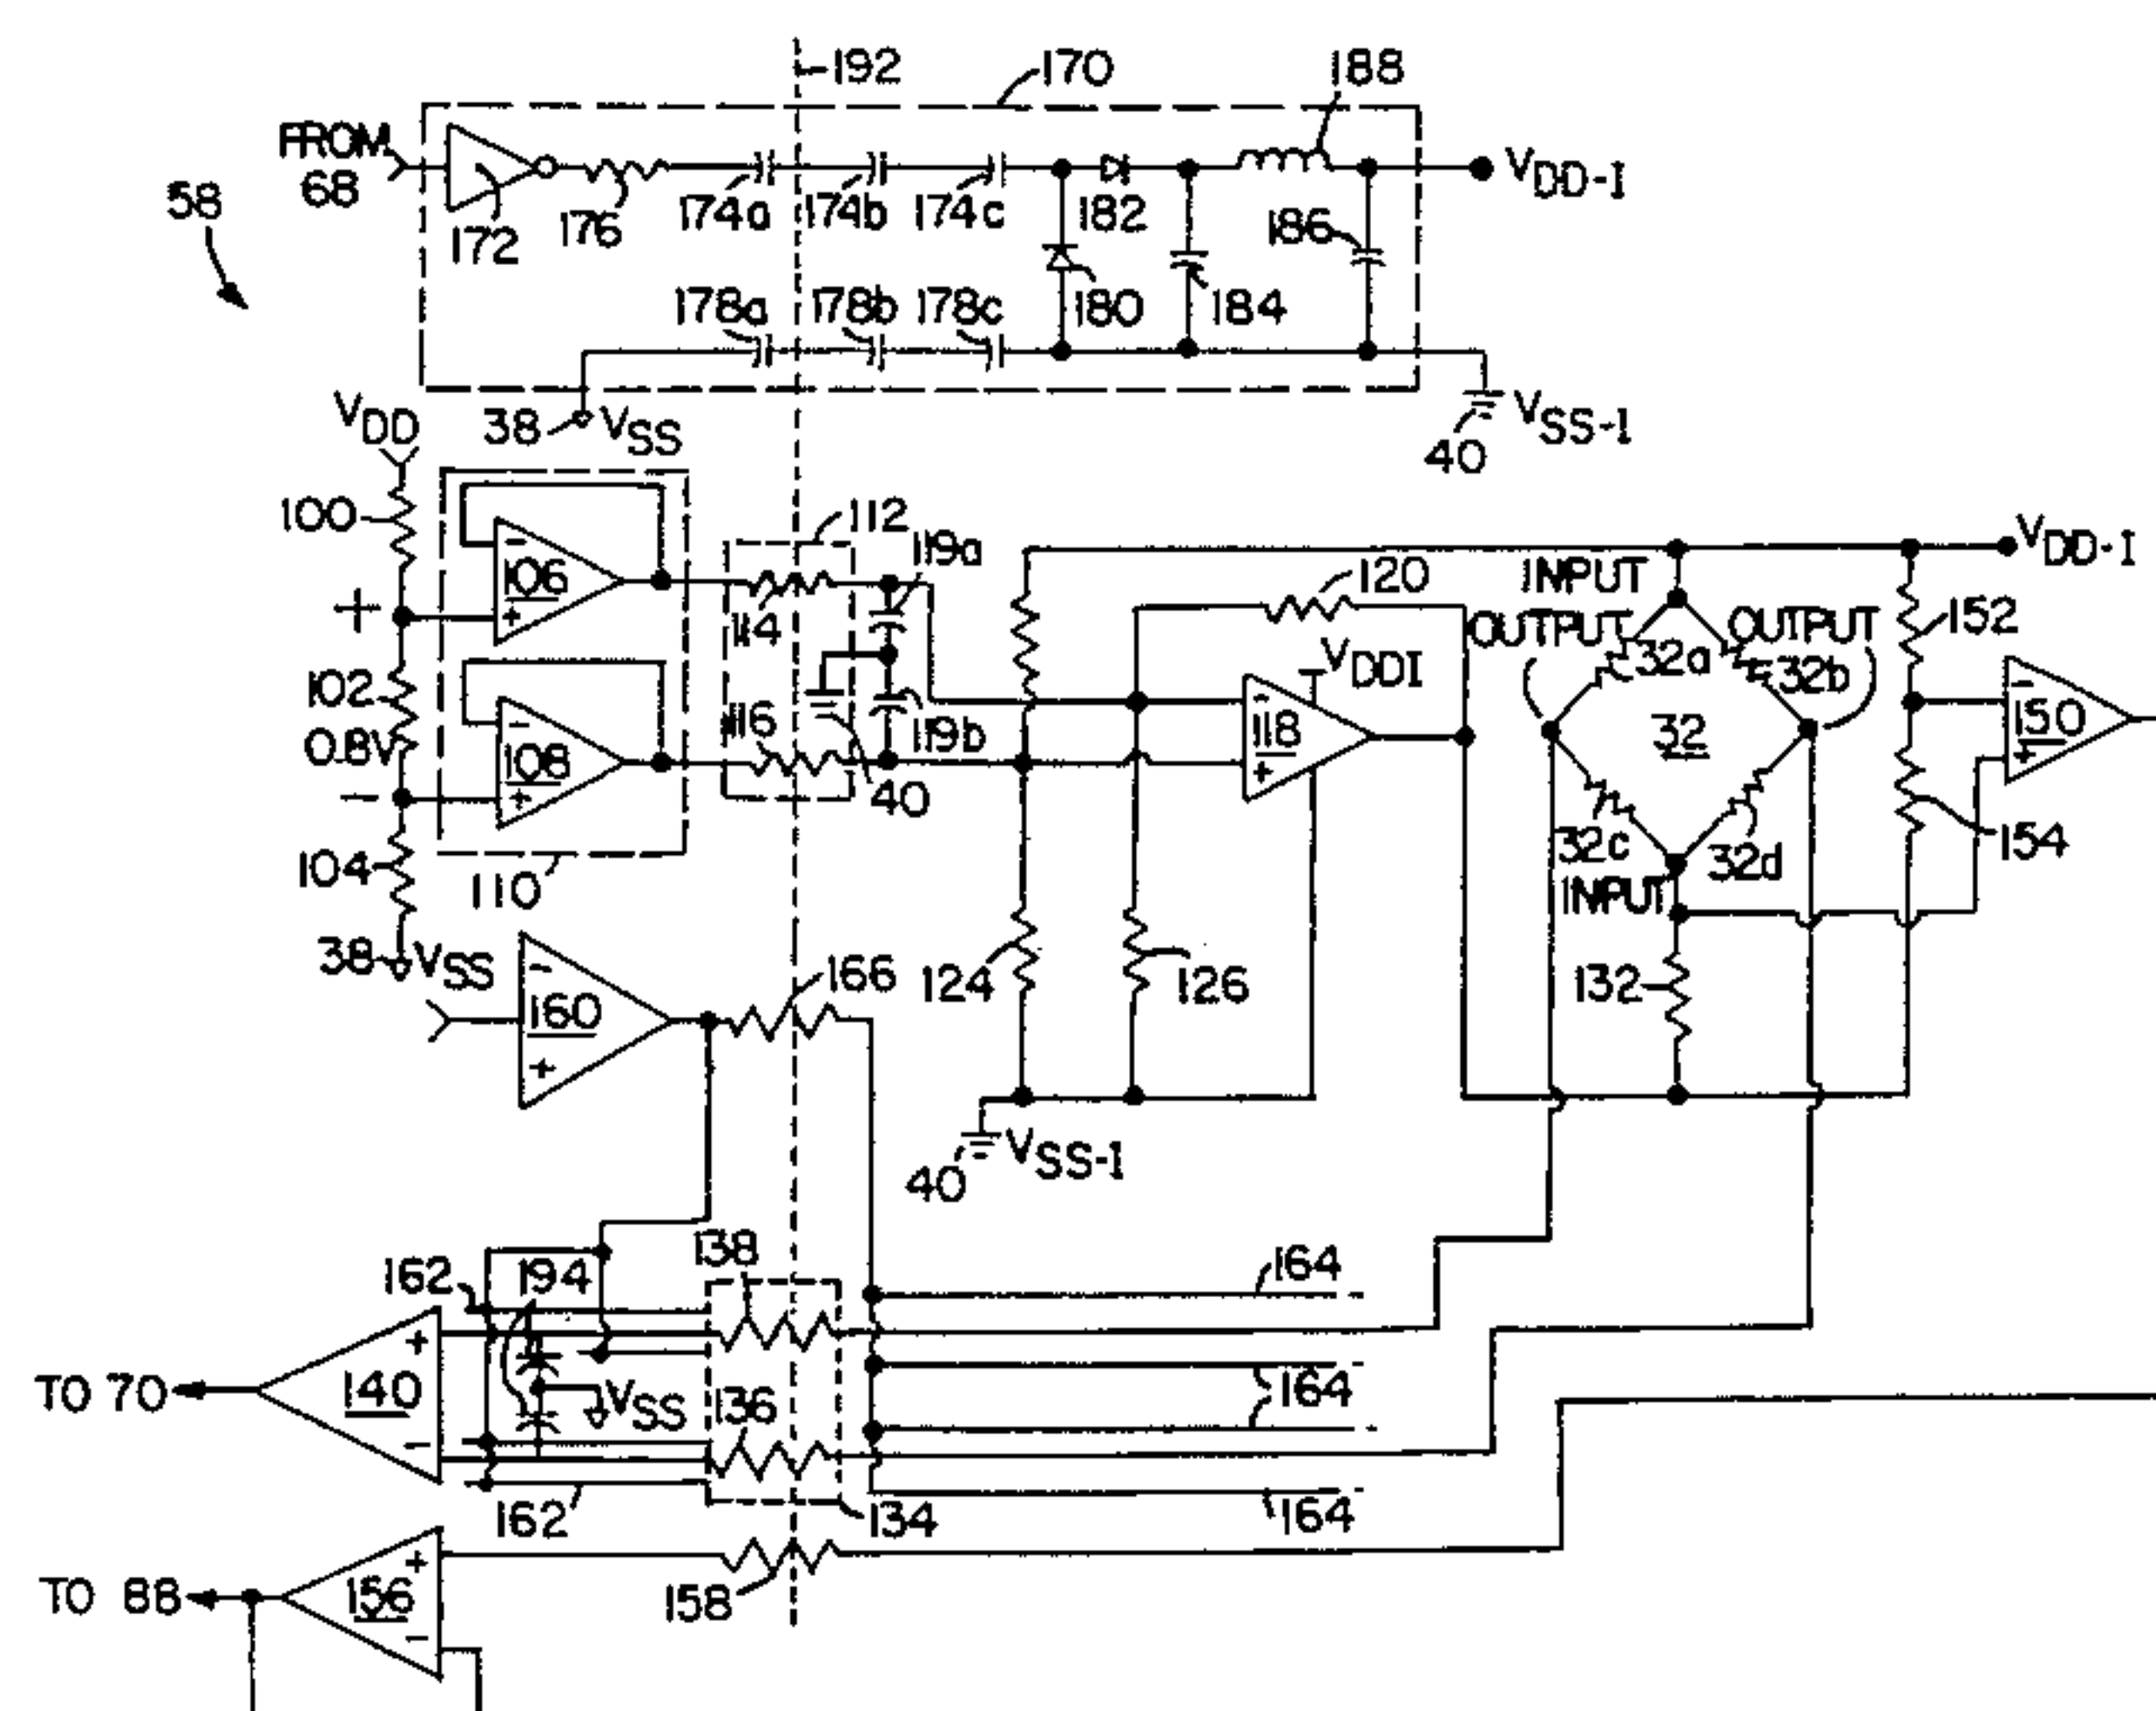 192
170
188
FROM
68
58
172
176
174a
174b
174c
182
186
VDD-I
178a
178b
178c
180
184
VDD
38
VSS
40
VSS-I
100
112
119a
VDD-I
106
+
-
+
114
120
INPUT
OUTPUT
OUTPUT
152
32a
32b
VDDI
102
0.8V
116
119b
118
-
+
32
150
-
+
108
-
+
-
40
32c
32d
154
104
110
INPUT
38
VSS
160
-
+
166
124
126
132
40
VSS-I
138
162
194
164
TO 70
140
+
-
VSS
136
164
162
134
164
TO 88
156
+
-
158